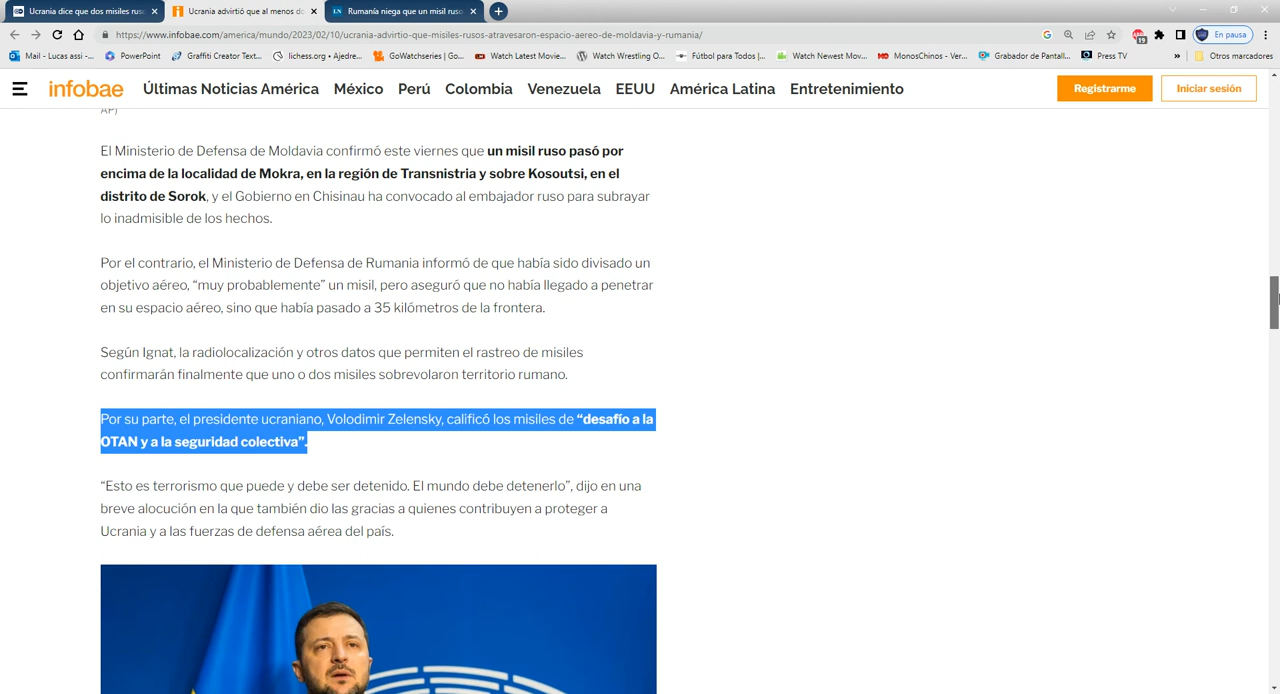 Ucrania dice que dos misiles rus
Ucrania advirtió que al menos do
Rumanía niega que un misil ruso
https://www.infobae.com/america/mundo/2023/02/10/ucrania-advirtio-que-misiles-rusos-atravesaron-espacio-aereo-de-moldavia-y-rumania/
En pausa
Mail - Lucas assi -...
PowerPoint
Graffiti Creator Text...
lichess.org • Ajedre...
GoWatchseries | Go...
Watch Latest Movie...
Watch Wrestling O...
Fútbol para Todos |...
Watch Newest Mov...
MonosChinos - Ver...
Grabador de Pantall...
Press TV
»
Otros marcadores
infobae
Últimas Noticias América
México
Perú
Colombia
Venezuela
EEUU
América Latina
Entretenimiento
Registrarme
Iniciar sesión
AP)
El Ministerio de Defensa de Moldavia confirmó este viernes que un misil ruso pasó por
encima de la localidad de Mokra, en la región de Transnistria y sobre Kosoutsi, en el
distrito de Sorok, y el Gobierno en Chisinau ha convocado al embajador ruso para subrayar
lo inadmisible de los hechos.
Por el contrario, el Ministerio de Defensa de Rumania informó de que había sido divisado un
objetivo aéreo, “muy probablemente” un misil, pero aseguró que no había llegado a penetrar
en su espacio aéreo, sino que había pasado a 35 kilómetros de la frontera.
Según Ignat, la radiolocalización y otros datos que permiten el rastreo de misiles
confirmarán finalmente que uno o dos misiles sobrevolaron territorio rumano.
Por su parte, el presidente ucraniano, Volodimir Zelensky, calificó los misiles de “desafío a la
OTAN y a la seguridad colectiva”.
“Esto es terrorismo que puede y debe ser detenido. El mundo debe detenerlo”, dijo en una
breve alocución en la que también dio las gracias a quienes contribuyen a proteger a
Ucrania y a las fuerzas de defensa aérea del país.